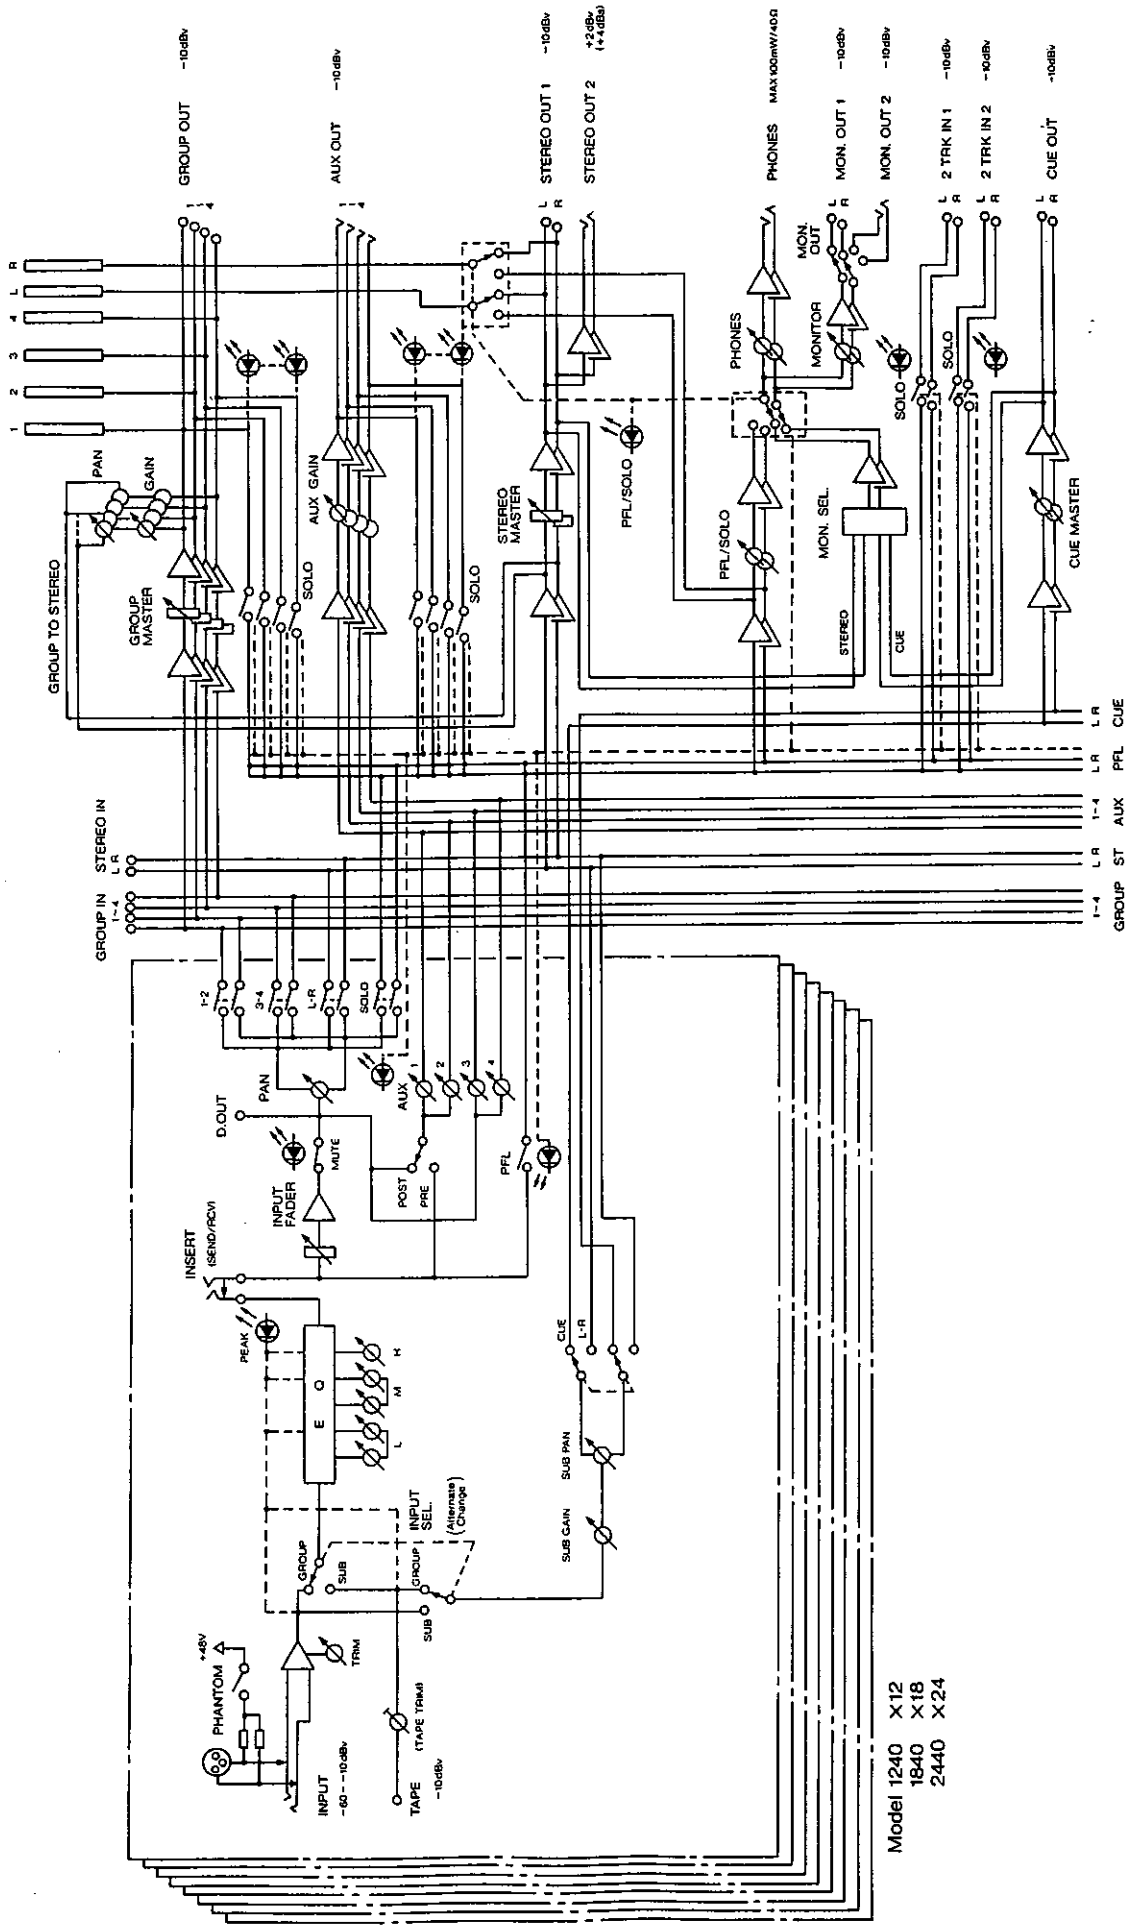 PHANTOM
+48V
INPUT
-60--10dBv
TRIM
TAPE
-10dBv
(TAPE TRIM)
GROUP
SUB
GROUP
SUB
INPUT
SEL.
(Alternate
Change)
E Q
L
M
H
PEAK
INSERT
(SEND/RCV)
INPUT
FADER
MUTE
D.OUT
PAN
POST
PRE
AUX
1
2
3
4
PFL
1-2
3-4
L-R
SOLO
SUB GAIN
SUB PAN
CUE
L-R
Model 1240 X12
1840 X18
2440 X24
GROUP IN
1~4
STEREO IN
L R
1-4
GROUP
L R
ST
1-4
AUX
L R
PFL
L R
CUE
GROUP TO STEREO
GROUP
MASTER
PAN
GAIN
SOLO
AUX GAIN
SOLO
STEREO
MASTER
PFL/SOLO
PFL/SOLO
STEREO
CUE
MON. SEL.
PHONES
MONITOR
MON.
OUT
SOLO
SOLO
CUE MASTER
1
2
3
4
L
R
GROUP OUT
-10dBv
1
4
AUX OUT
-10dBv
1
4
STEREO OUT 1
-10dBv
L
R
STEREO OUT 2
+2dBv
(+4dBs)
PHONES
MAX100mW/40Ω
MON. OUT 1
-10dBv
L
R
MON. OUT 2
-10dBv
2 TRK IN 1
-10dBv
L
R
2 TRK IN 2
-10dBv
L
R
CUE OUT
-10dBv
L
R